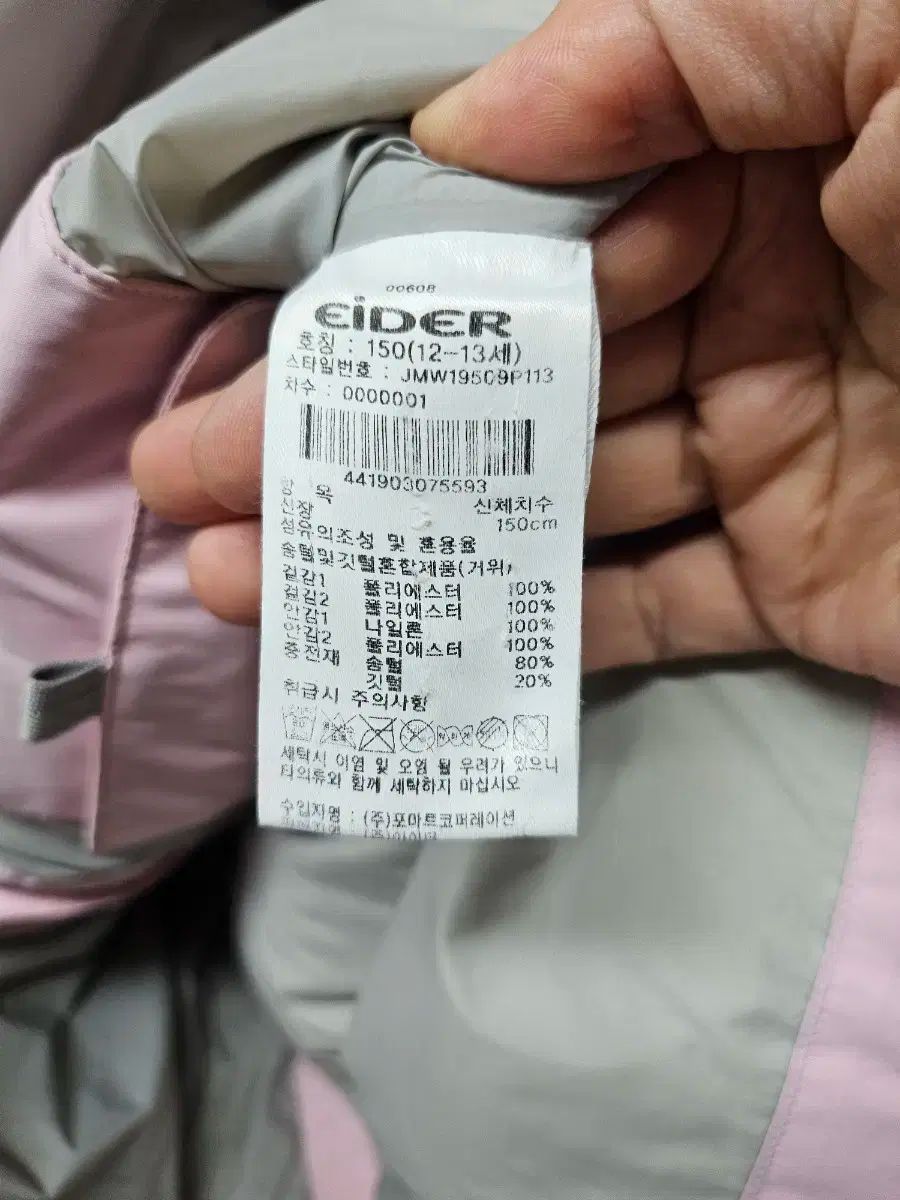 00608
EiDER
호칭 : 150(12-13세)
스타일번호 : JMW19509P113
차수 : 0000001
441903075593
항 목 신체치수
신장 150cm
섬유의조성 및 혼용율
솜털및깃털혼합제품(거위)
겉감1 폴리에스터 100%
겉감2 폴리에스터 100%
안감1 나일론 100%
안감2 폴리에스터 100%
충전재 솜털 80%
깃털 20%
취급시 주의사항
세탁시 이염 및 오염 될 우려가 있으니
타의류와 함께 세탁하지 마십시오
수입자명 : (주)포마트코퍼레이션